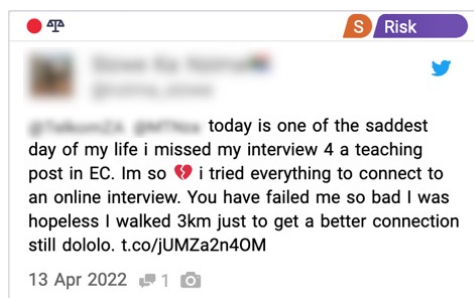 S Risk
today is one of the saddest
day of my life i missed my interview 4 a teaching
post in EC. Im so 💔 i tried everything to connect to
an online interview. You have failed me so bad I was
hopeless I walked 3km just to get a better connection
still dololo. t.co/jUMZa2n4OM
13 Apr 2022 1